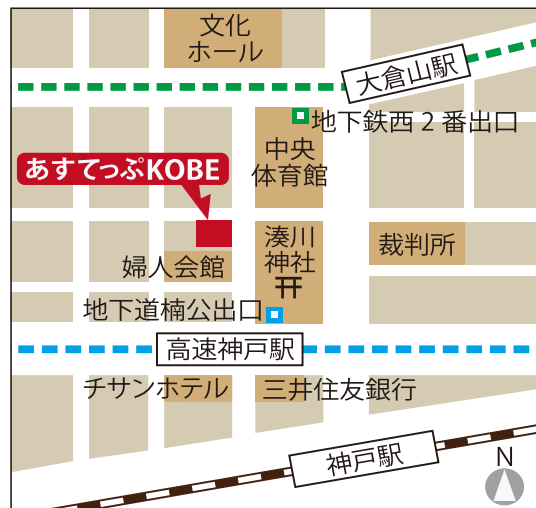 文化
ホール
大倉山駅
地下鉄西2番出口
中央
体育館
あすてっぷKOBE
湊川
神社
裁判所
婦人会館
地下道楠公出口
高速神戸駅
チサンホテル
三井住友銀行
神戸駅
N